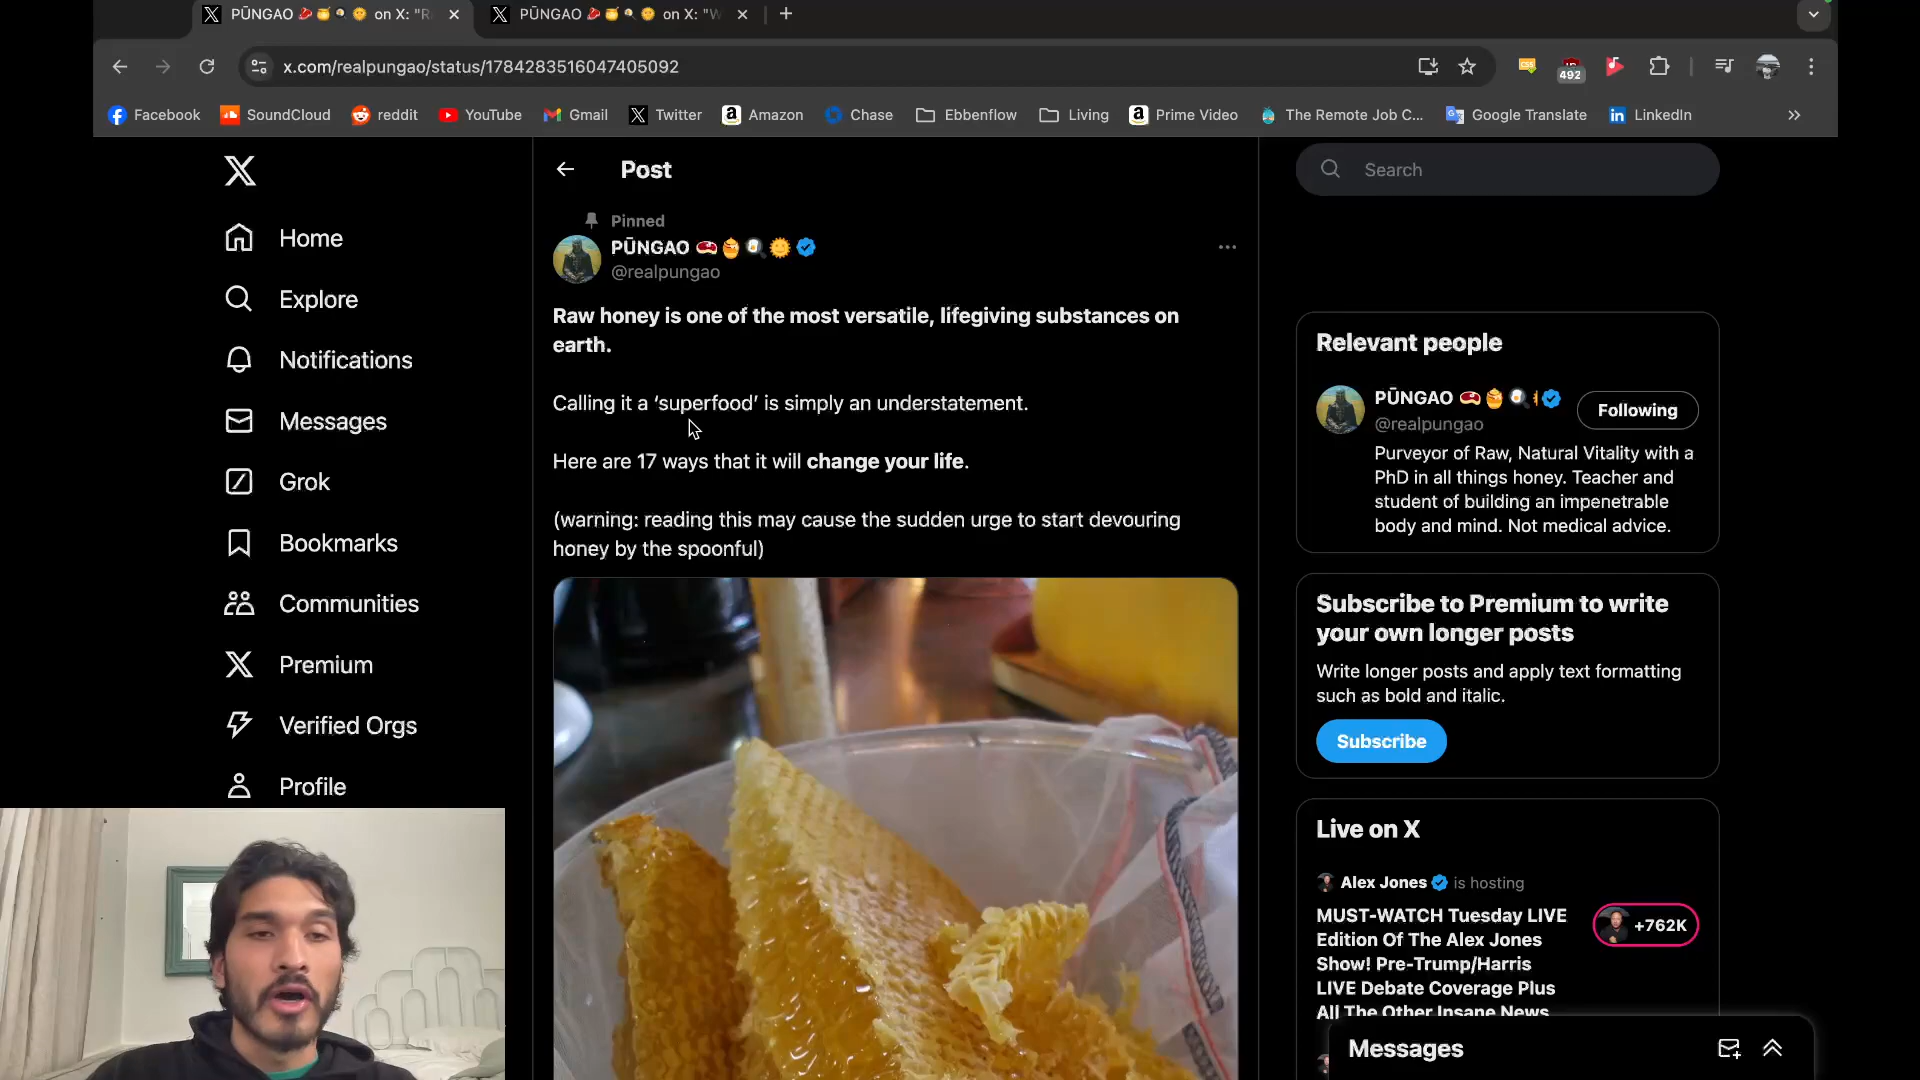 PŪNGAO 🥩🍯🍳🌞 on X: "R
PŪNGAO 🥩🍯🍳🌞 on X: "W
x.com/realpungao/status/1784283516047405092
492
Facebook
SoundCloud
reddit
YouTube
Gmail
Twitter
Amazon
Chase
Ebbenflow
Living
Prime Video
The Remote Job C...
Google Translate
LinkedIn
Home
Explore
Notifications
Messages
Grok
Bookmarks
Communities
Premium
Verified Orgs
Profile
Post
Pinned
PŪNGAO 🥩🍯🍳🌞
@realpungao
Raw honey is one of the most versatile, lifegiving substances on
earth.
Calling it a ‘superfood’ is simply an understatement.
Here are 17 ways that it will change your life.
(warning: reading this may cause the sudden urge to start devouring
honey by the spoonful)
Search
Relevant people
PŪNGAO 🥩🍯🍳
@realpungao
Following
Purveyor of Raw, Natural Vitality with a
PhD in all things honey. Teacher and
student of building an impenetrable
body and mind. Not medical advice.
Subscribe to Premium to write
your own longer posts
Write longer posts and apply text formatting
such as bold and italic.
Subscribe
Live on X
Alex Jones is hosting
MUST-WATCH Tuesday LIVE
Edition Of The Alex Jones
Show! Pre-Trump/Harris
LIVE Debate Coverage Plus
All The Other Insane News
+762K
Messages